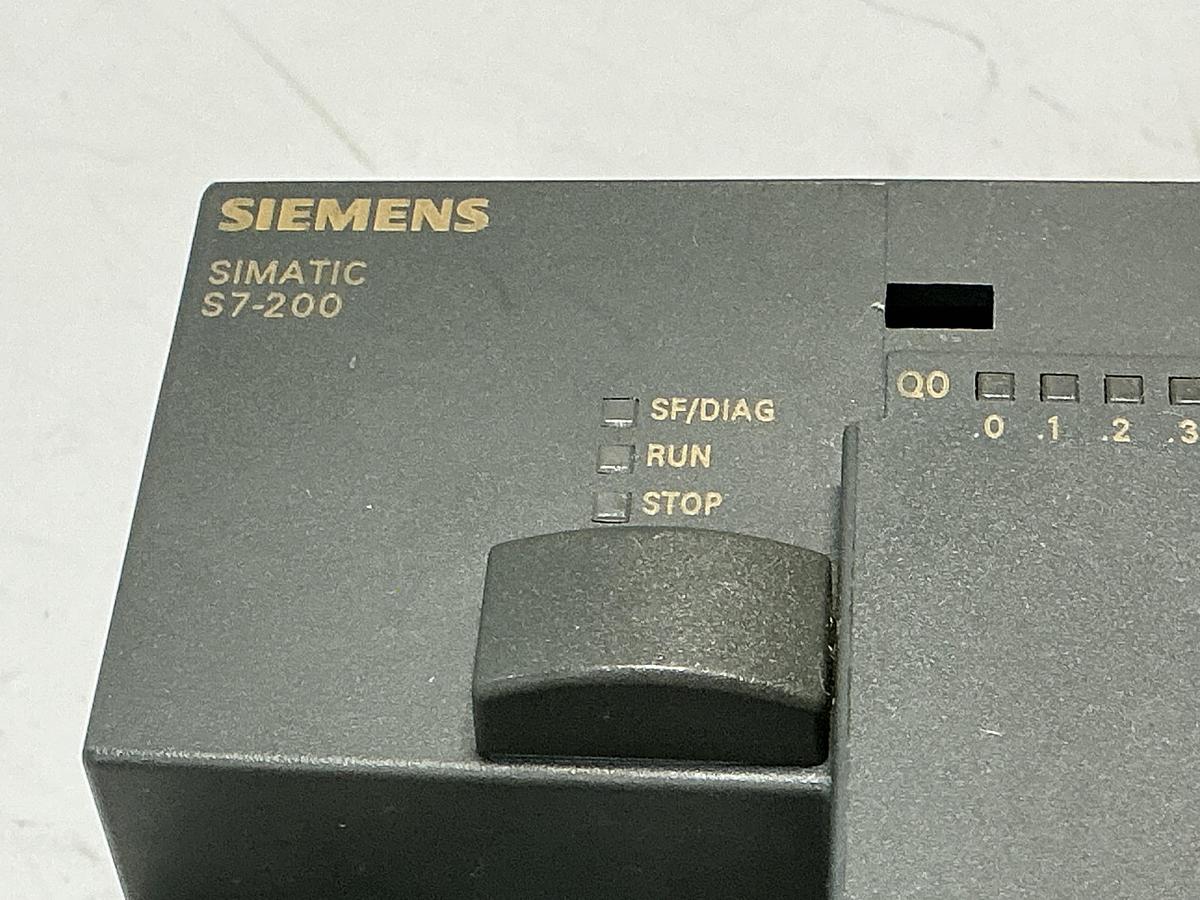 SIEMENS
SIMATIC
S7-200
SF/DIAG
RUN
STOP
Q0
.0 .1 .2 .3